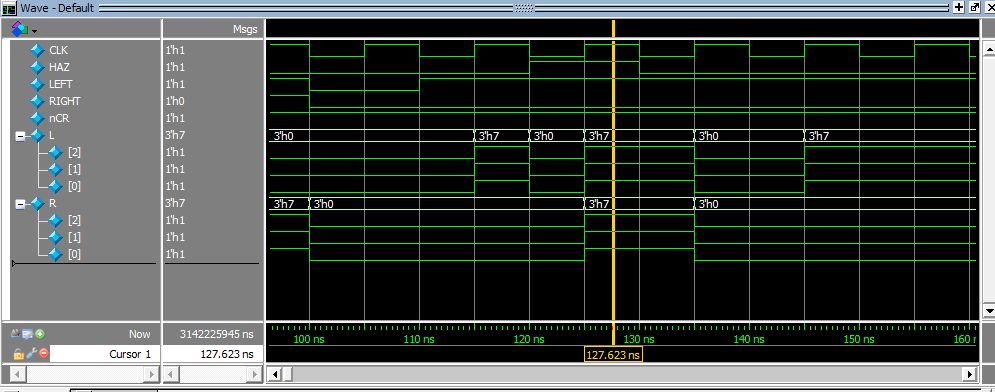 Wave - Default
Msgs
CLK 1'h1
HAZ 1'h1
LEFT 1'h1
RIGHT 1'h0
nCR 1'h1
L 3'h7 3'h0 3'h7 3'h0 3'h7 3'h0 3'h7
[2] 1'h1
[1] 1'h1
[0] 1'h1
R 3'h7 3'h7 3'h0 3'h7 3'h0
[2] 1'h1
[1] 1'h1
[0] 1'h1
Now 3142225945 ns 100 ns 110 ns 120 ns 130 ns 140 ns 150 ns 160 n
Cursor 1 127.623 ns 127.623 ns